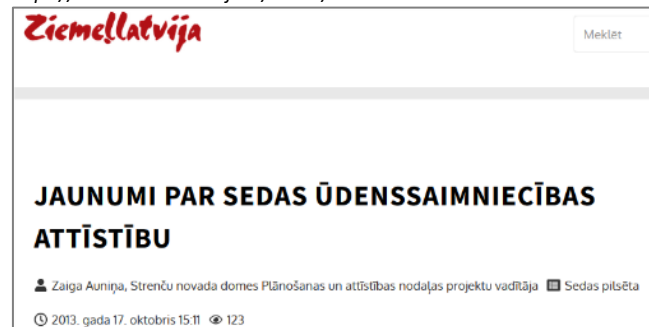 Ziemeļlatvija
Meklēt
JAUNUMI PAR SEDAS ŪDENSSAIMNIECĪBAS
ATTĪSTĪBU
Zaiga Auniņa, Strenču novada domes Plānošanas un attīstības nodaļas projektu vadītāja Sedas pilsēta
2013. gada 17. oktobris 15:11 123